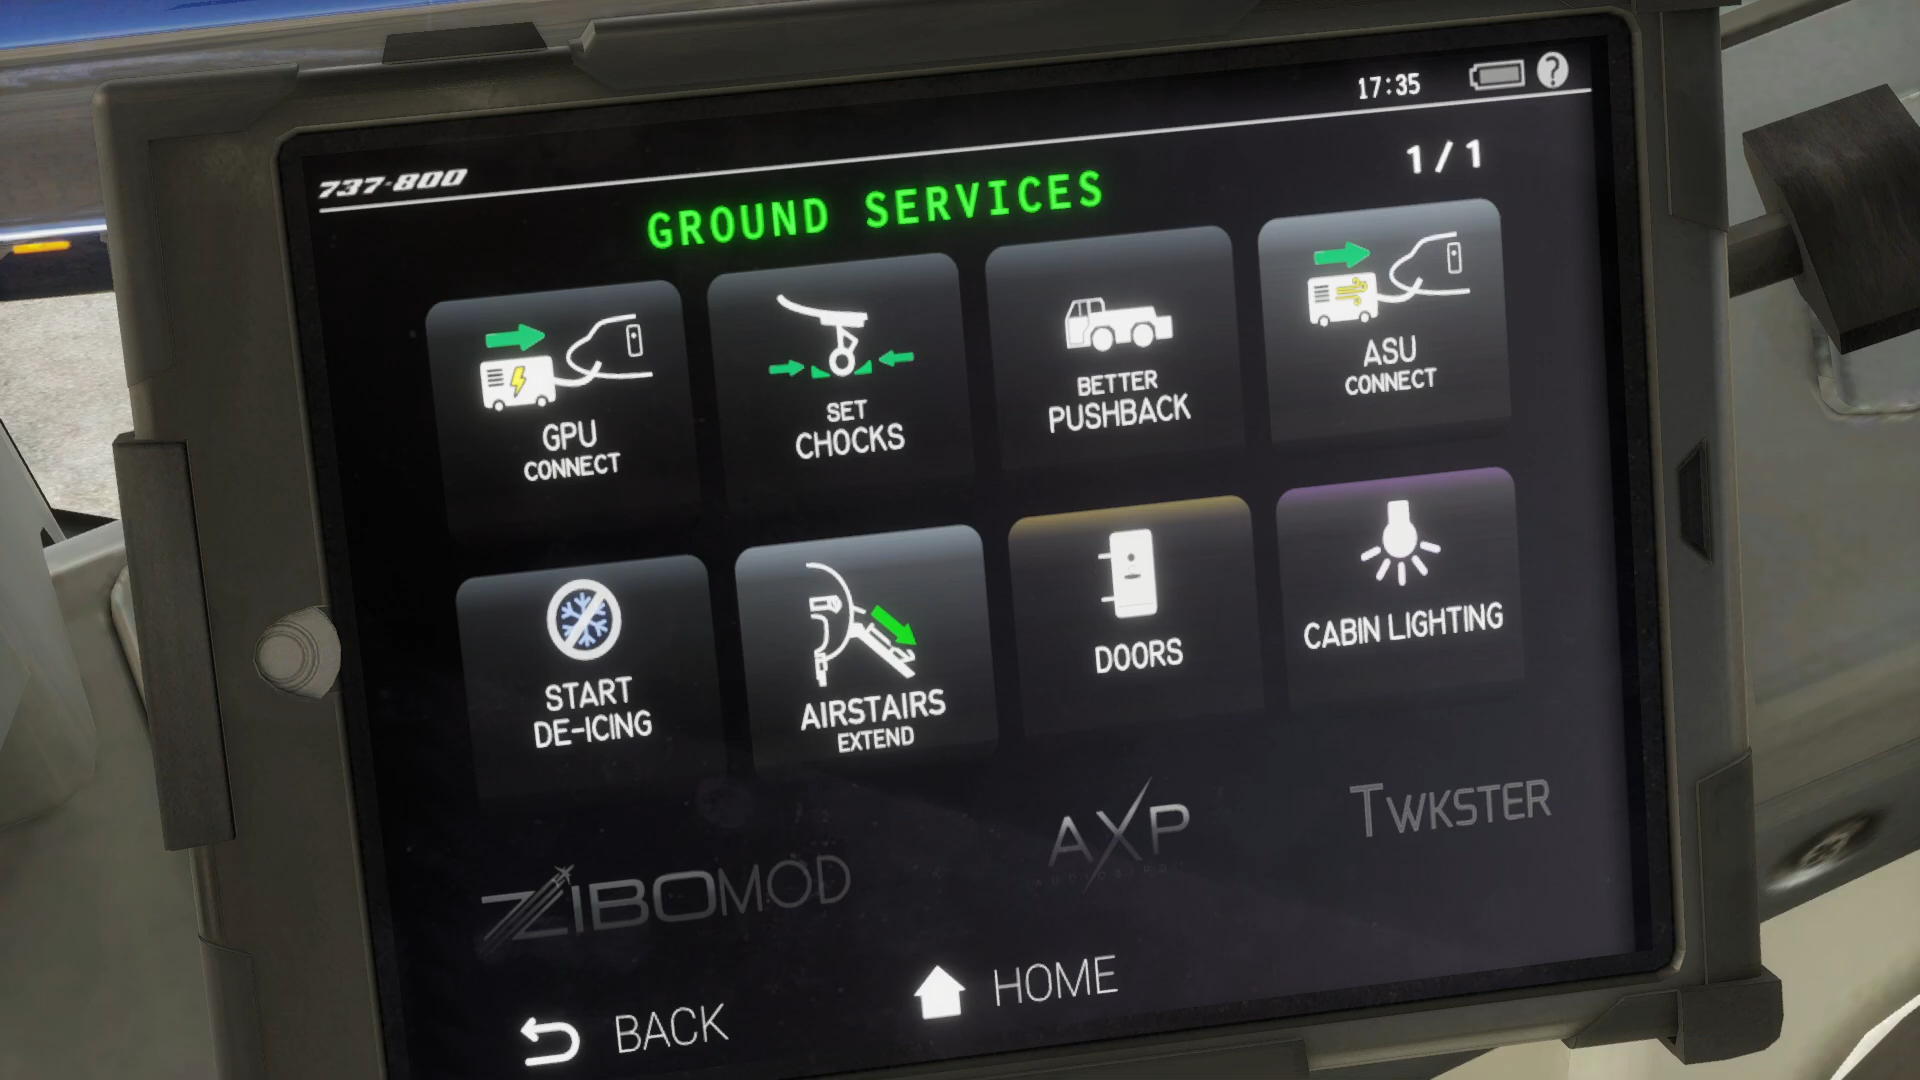 17:35
737-800
GROUND SERVICES
1/1
GPU
CONNECT
SET
CHOCKS
BETTER
PUSHBACK
ASU
CONNECT
START
DE-ICING
AIRSTAIRS
EXTEND
DOORS
CABIN LIGHTING
ZIBOMOD
AXP
TWKSTER
BACK
HOME